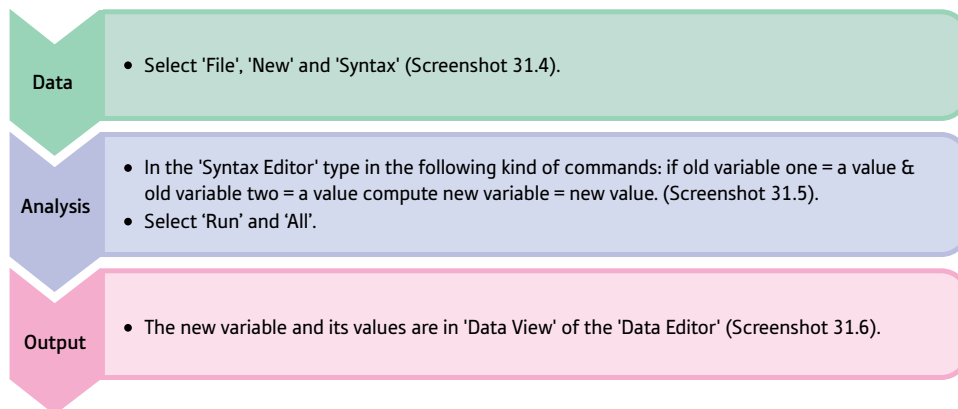 Data
• Select 'File', 'New' and 'Syntax' (Screenshot 31.4).
Analysis
• In the 'Syntax Editor' type in the following kind of commands: if old variable one = a value &
old variable two = a value compute new variable = new value. (Screenshot 31.5).
• Select ‘Run’ and ‘All’.
Output
• The new variable and its values are in 'Data View' of the 'Data Editor' (Screenshot 31.6).